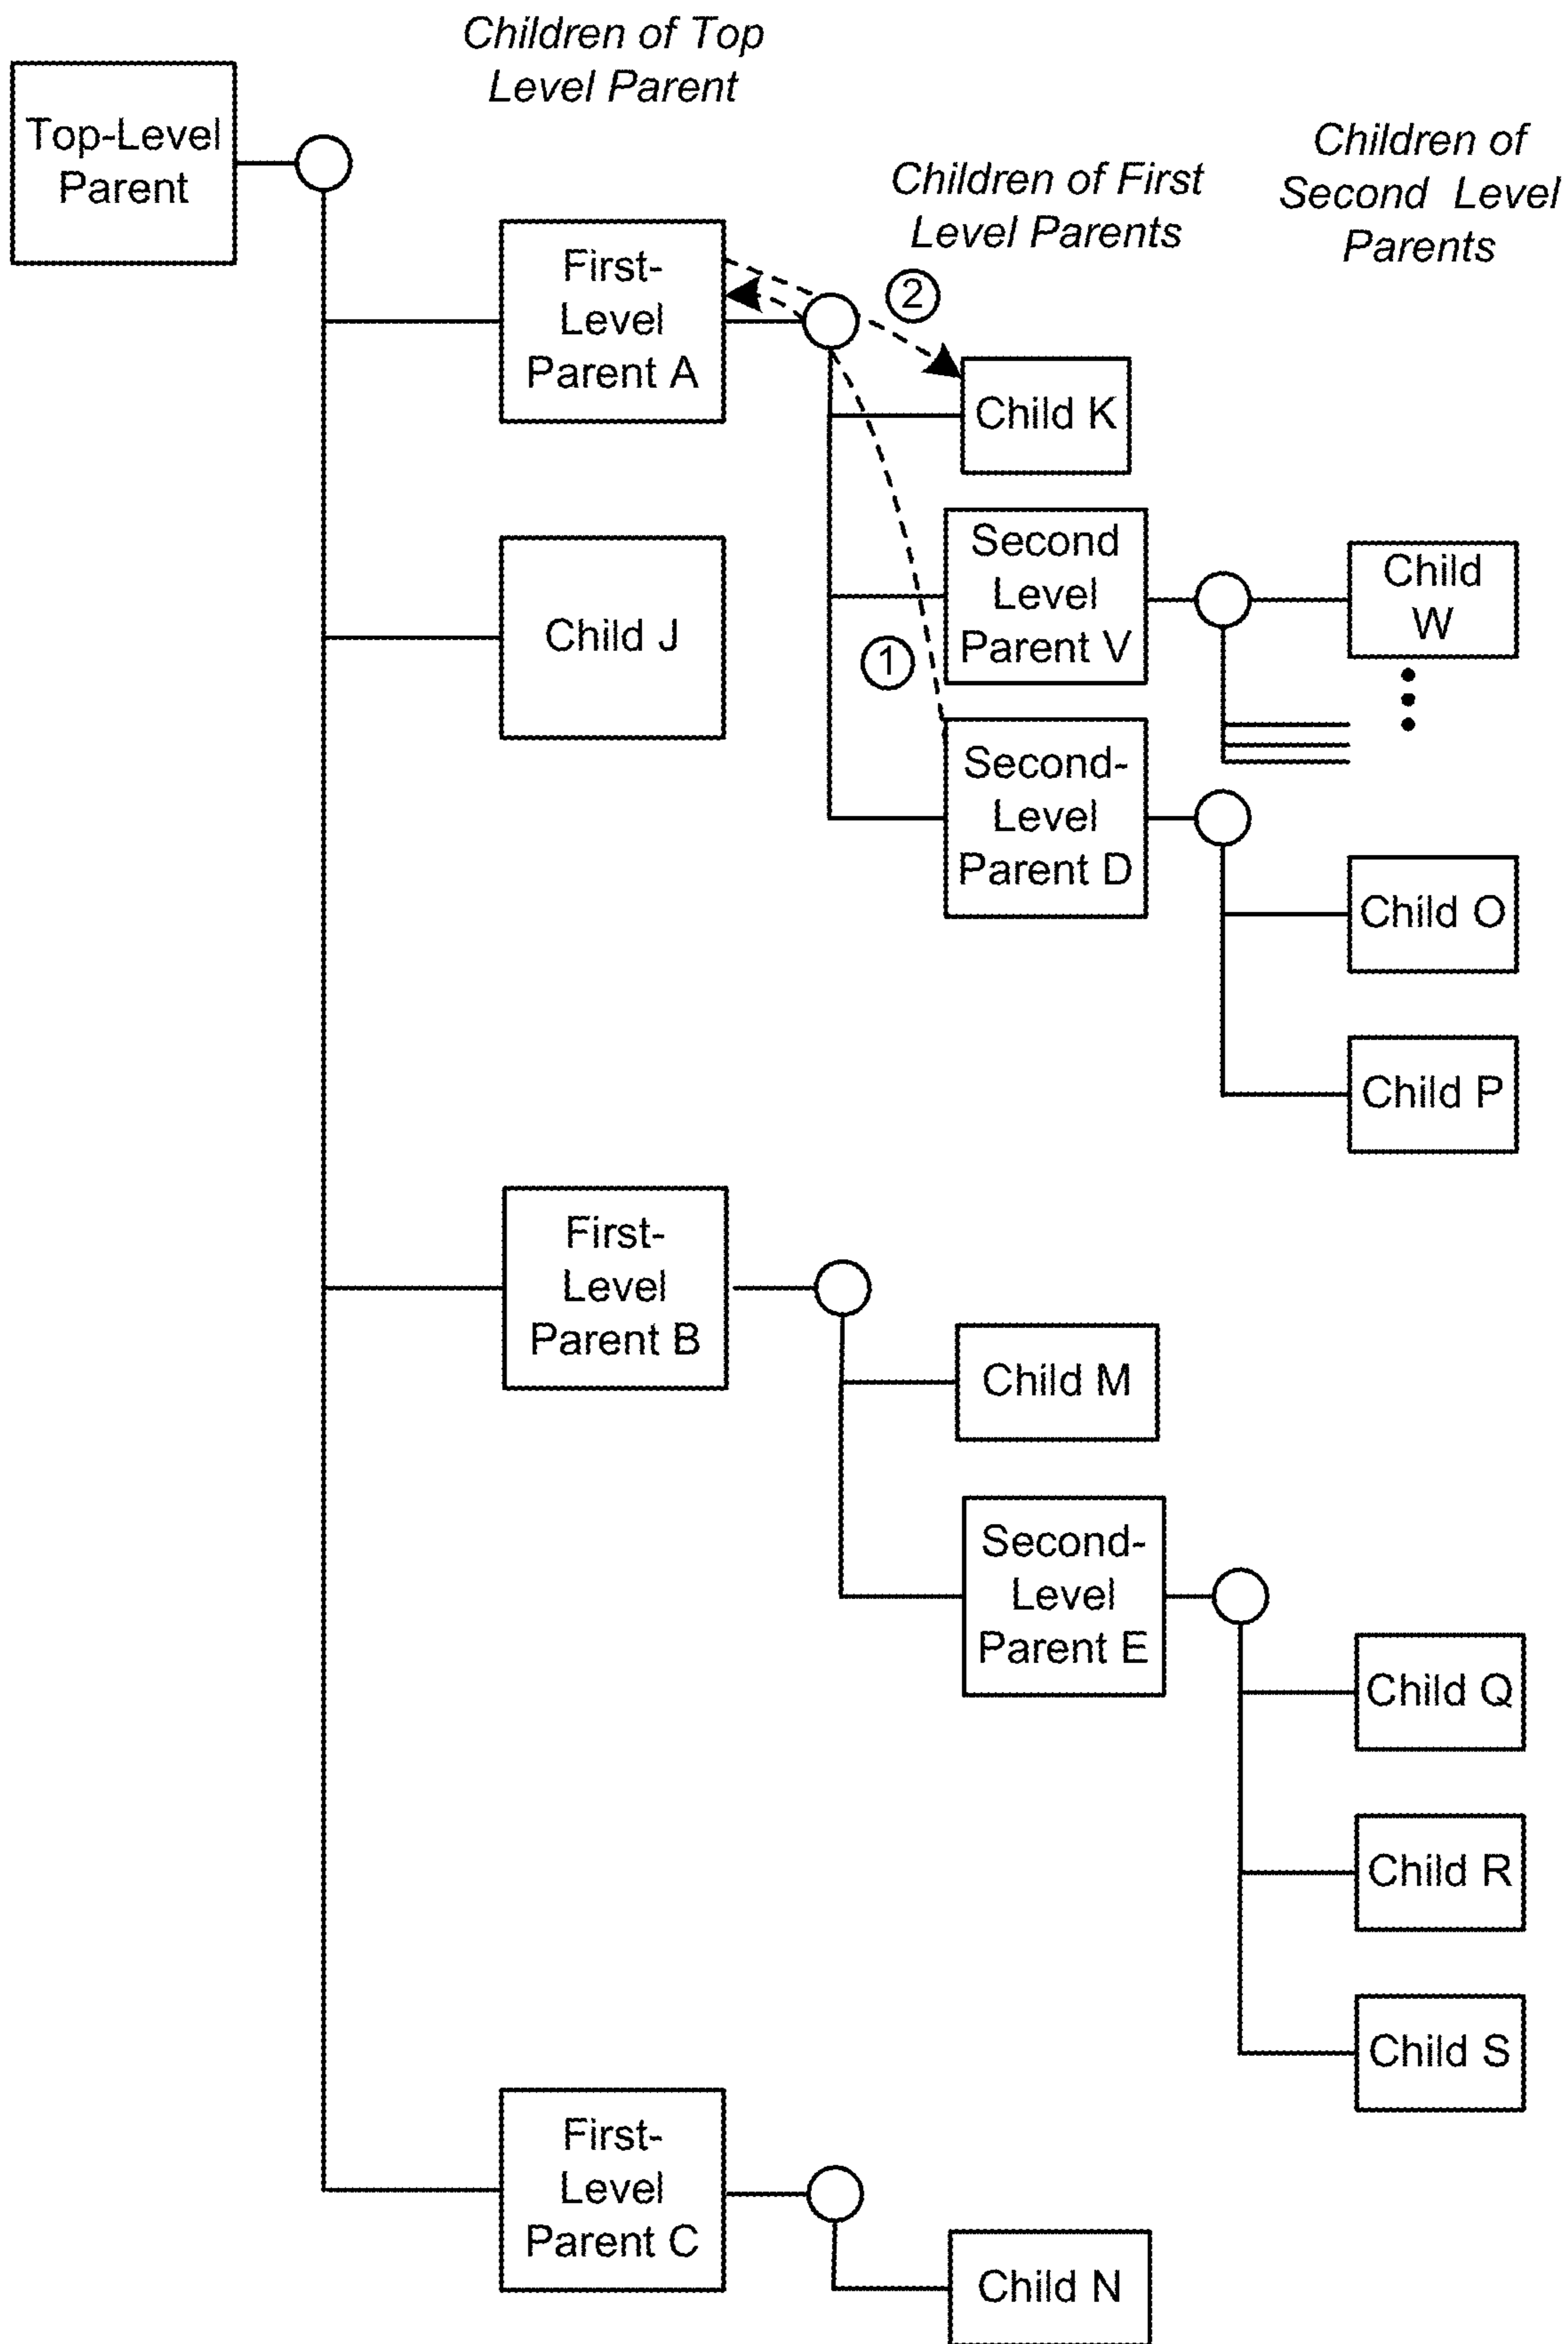 Children of Top
Level Parent
Top-Level
Parent
Children of First
Level Parents
Children of
Second Level
Parents
First-
Level
Parent A
2
Child K
Child J
Second
Level
Parent V
Child
W
1
Second-
Level
Parent D
Child O
Child P
First-
Level
Parent B
Child M
Second-
Level
Parent E
Child Q
Child R
Child S
First-
Level
Parent C
Child N